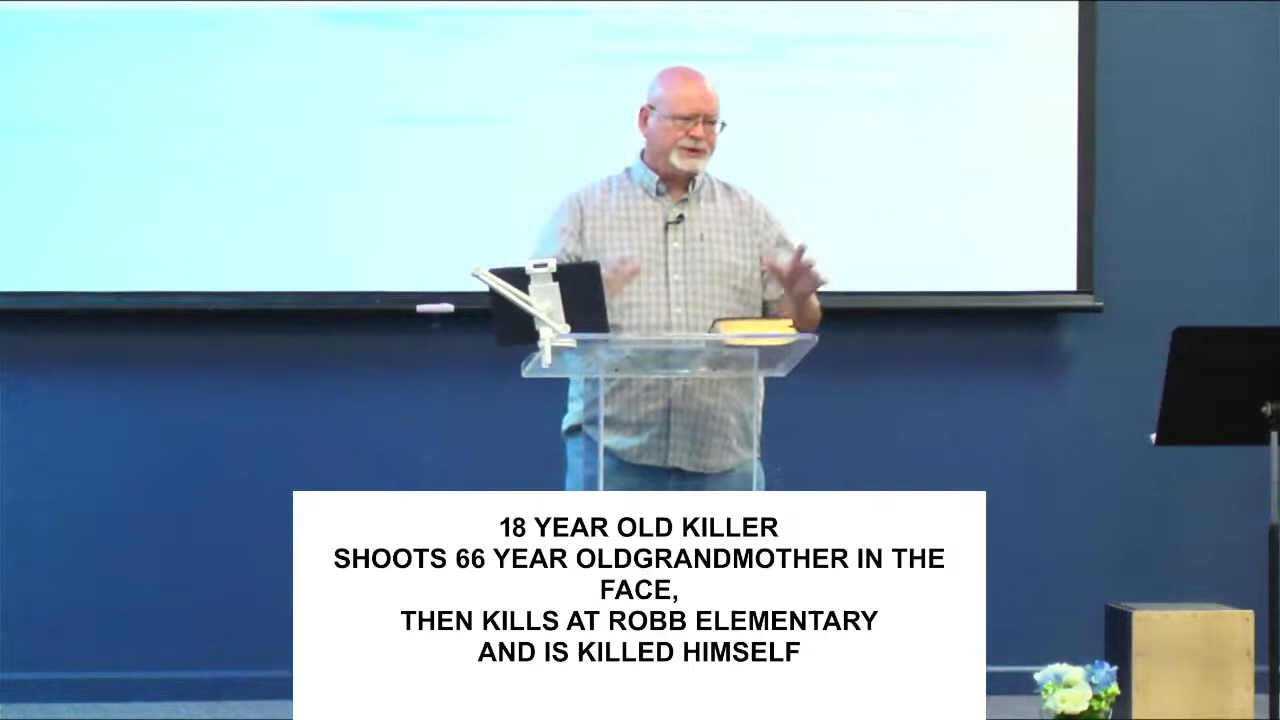 18 YEAR OLD KILLER
SHOOTS 66 YEAR OLDGRANDMOTHER IN THE
FACE,
THEN KILLS AT ROBB ELEMENTARY
AND IS KILLED HIMSELF